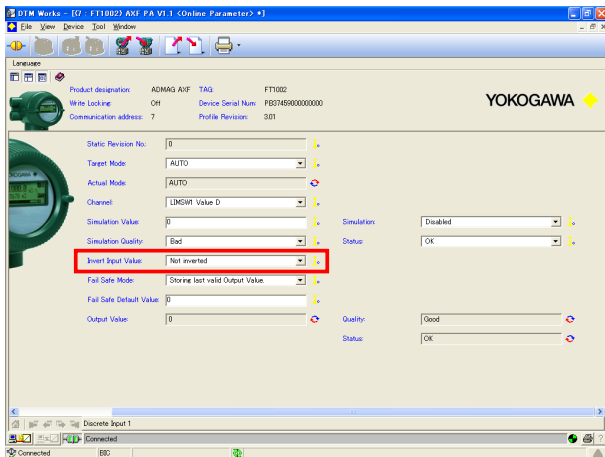 DTM Works - [(7 : FT1002) AXF PA V1.1 <Online Parameter> *]
File View Device Tool Window
Language
Product designation: ADMAG AXF TAG: FT1002
Write Locking: Off Device Serial Num: PB37459000000000
Communication address: 7 Profile Revision: 3.01
YOKOGAWA
Static Revision No.: 0
Target Mode: AUTO
Actual Mode: AUTO
Channel: LIMSW1 Value D
Simulation Value: 0 Simulation: Disabled
Simulation Quality: Bad Status: OK
Invert Input Value: Not inverted
Fail Safe Mode: Storing last valid Output Value.
Fail Safe Default Value: 0
Output Value: 0 Quality: Good
Status: OK
Discrete Input 1
Connected
Connected EIC